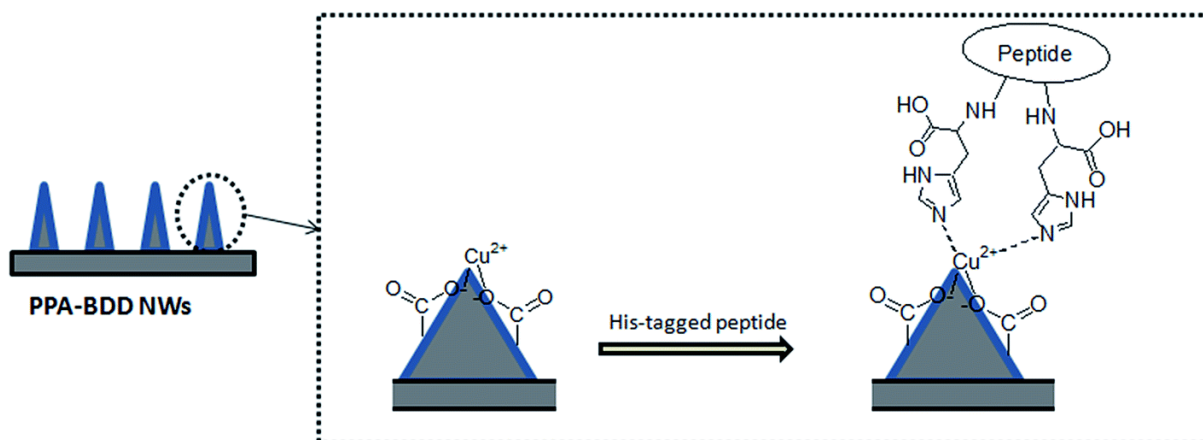 Peptide
HO
NH
HN
OH
O
O
HN
NH
N
N
Cu2+
Cu2+
O
O-
-O
O
O
O-
-O
O
C
C
C
C
His-tagged peptide
PPA-BDD NWs